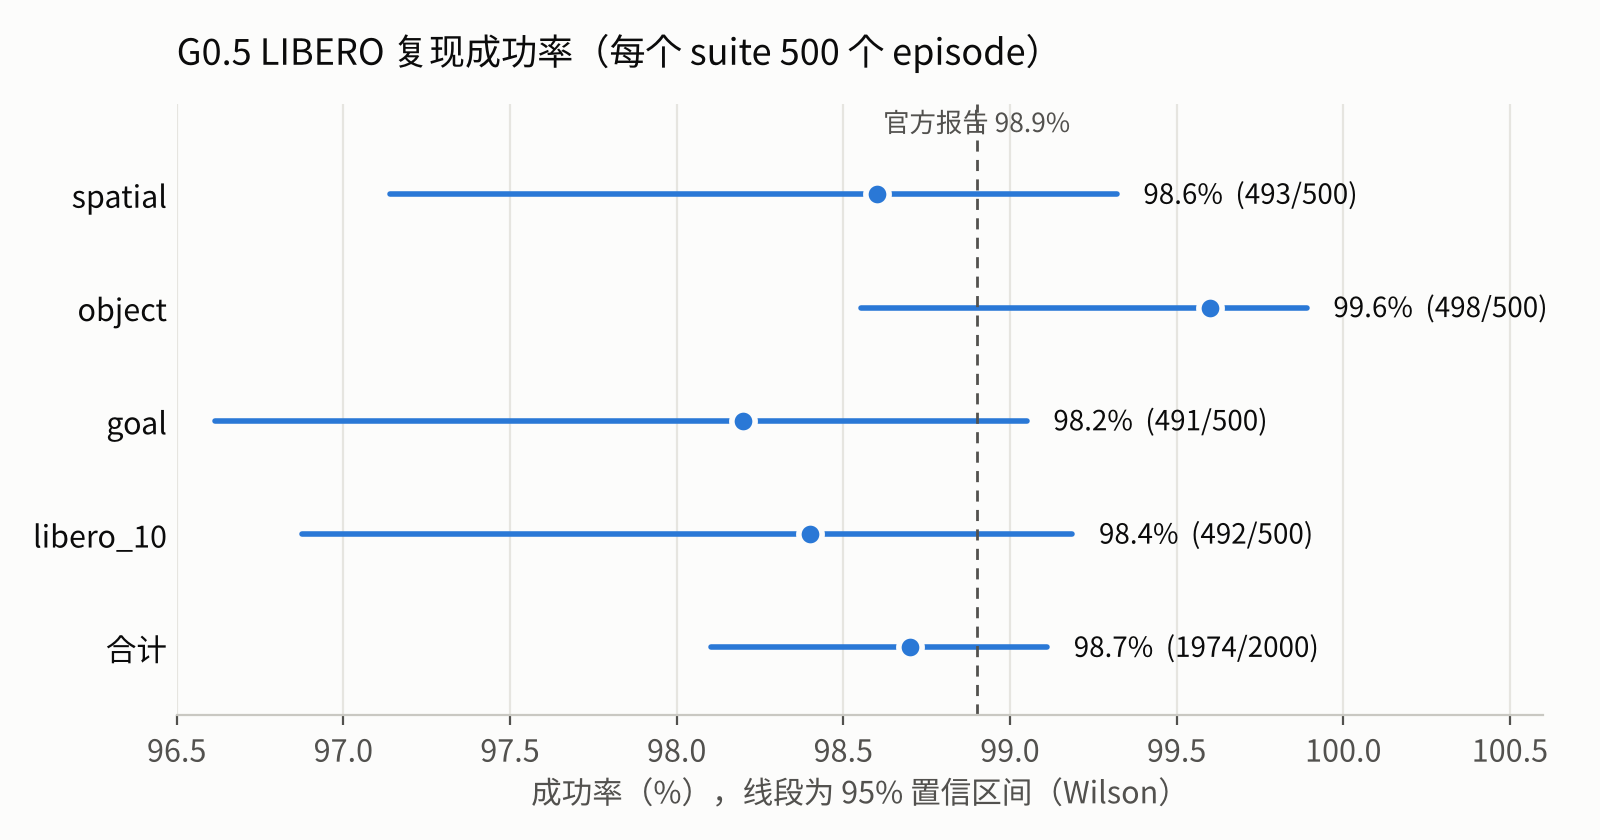 G0.5 LIBERO 复现成功率（每个 suite 500 个 episode）
官方报告 98.9%
spatial 98.6% (493/500)
object 99.6% (498/500)
goal 98.2% (491/500)
libero_10 98.4% (492/500)
合计 98.7% (1974/2000)
96.5 97.0 97.5 98.0 98.5 99.0 99.5 100.0 100.5
成功率（%），线段为 95% 置信区间（Wilson）